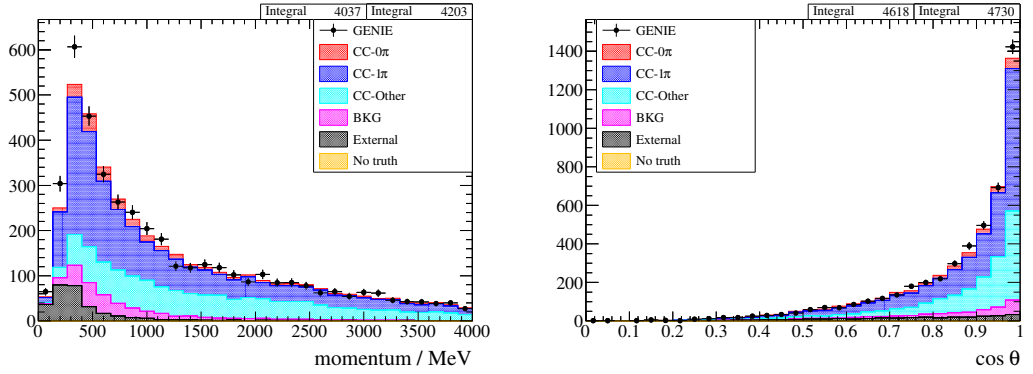 Integral 4037 Integral 4203
GENIE
CC-0π
CC-1π
CC-Other
BKG
External
No truth
600
500
400
300
200
100
0
0 500 1000 1500 2000 2500 3000 3500 4000
momentum / MeV
Integral 4618 Integral 4730
GENIE
CC-0π
CC-1π
CC-Other
BKG
External
No truth
1400
1200
1000
800
600
400
200
0
0 0.1 0.2 0.3 0.4 0.5 0.6 0.7 0.8 0.9 1
cos θ